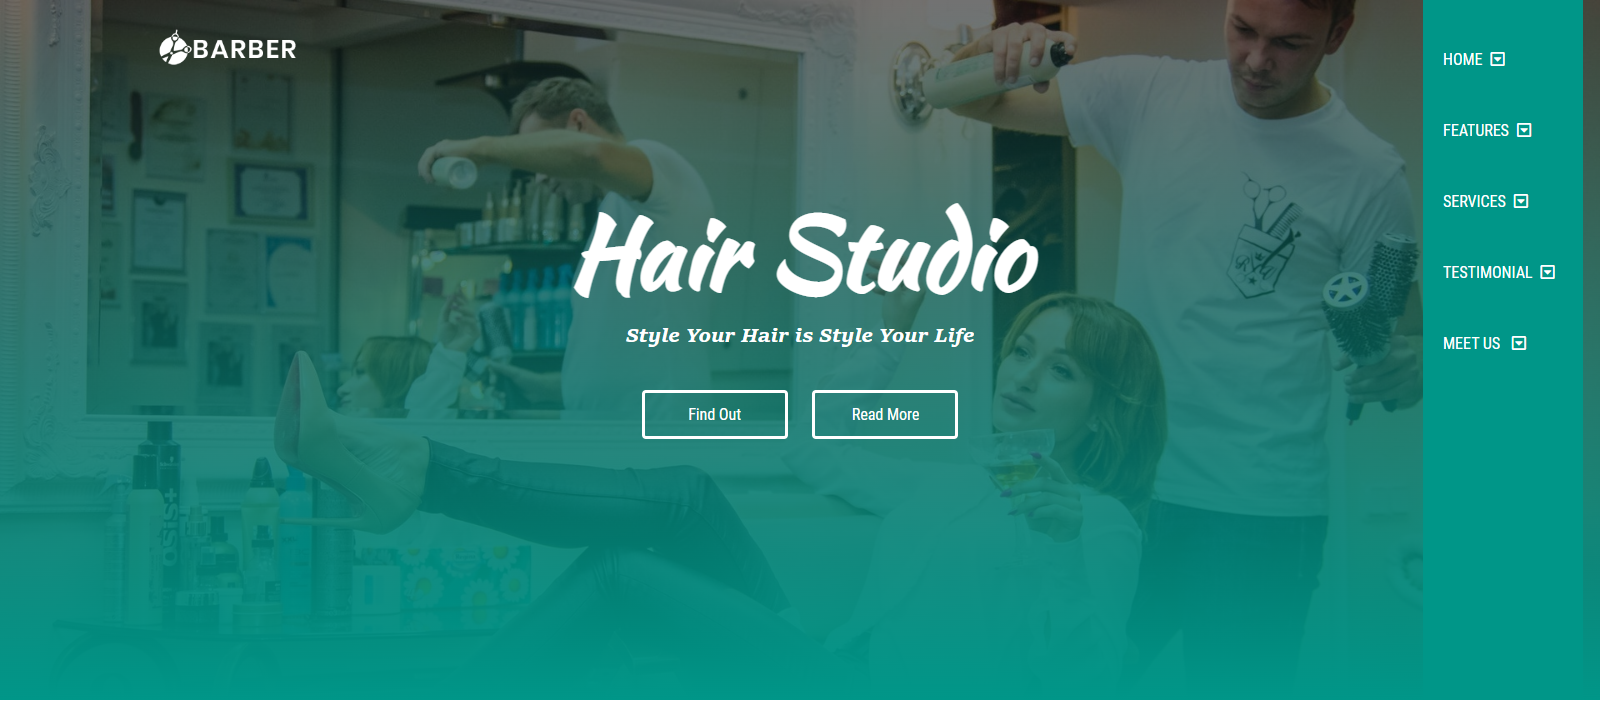 BARBER
HOME
FEATURES
SERVICES
TESTIMONIAL
MEET US
Hair Studio
Style Your Hair is Style Your Life
Find Out
Read More